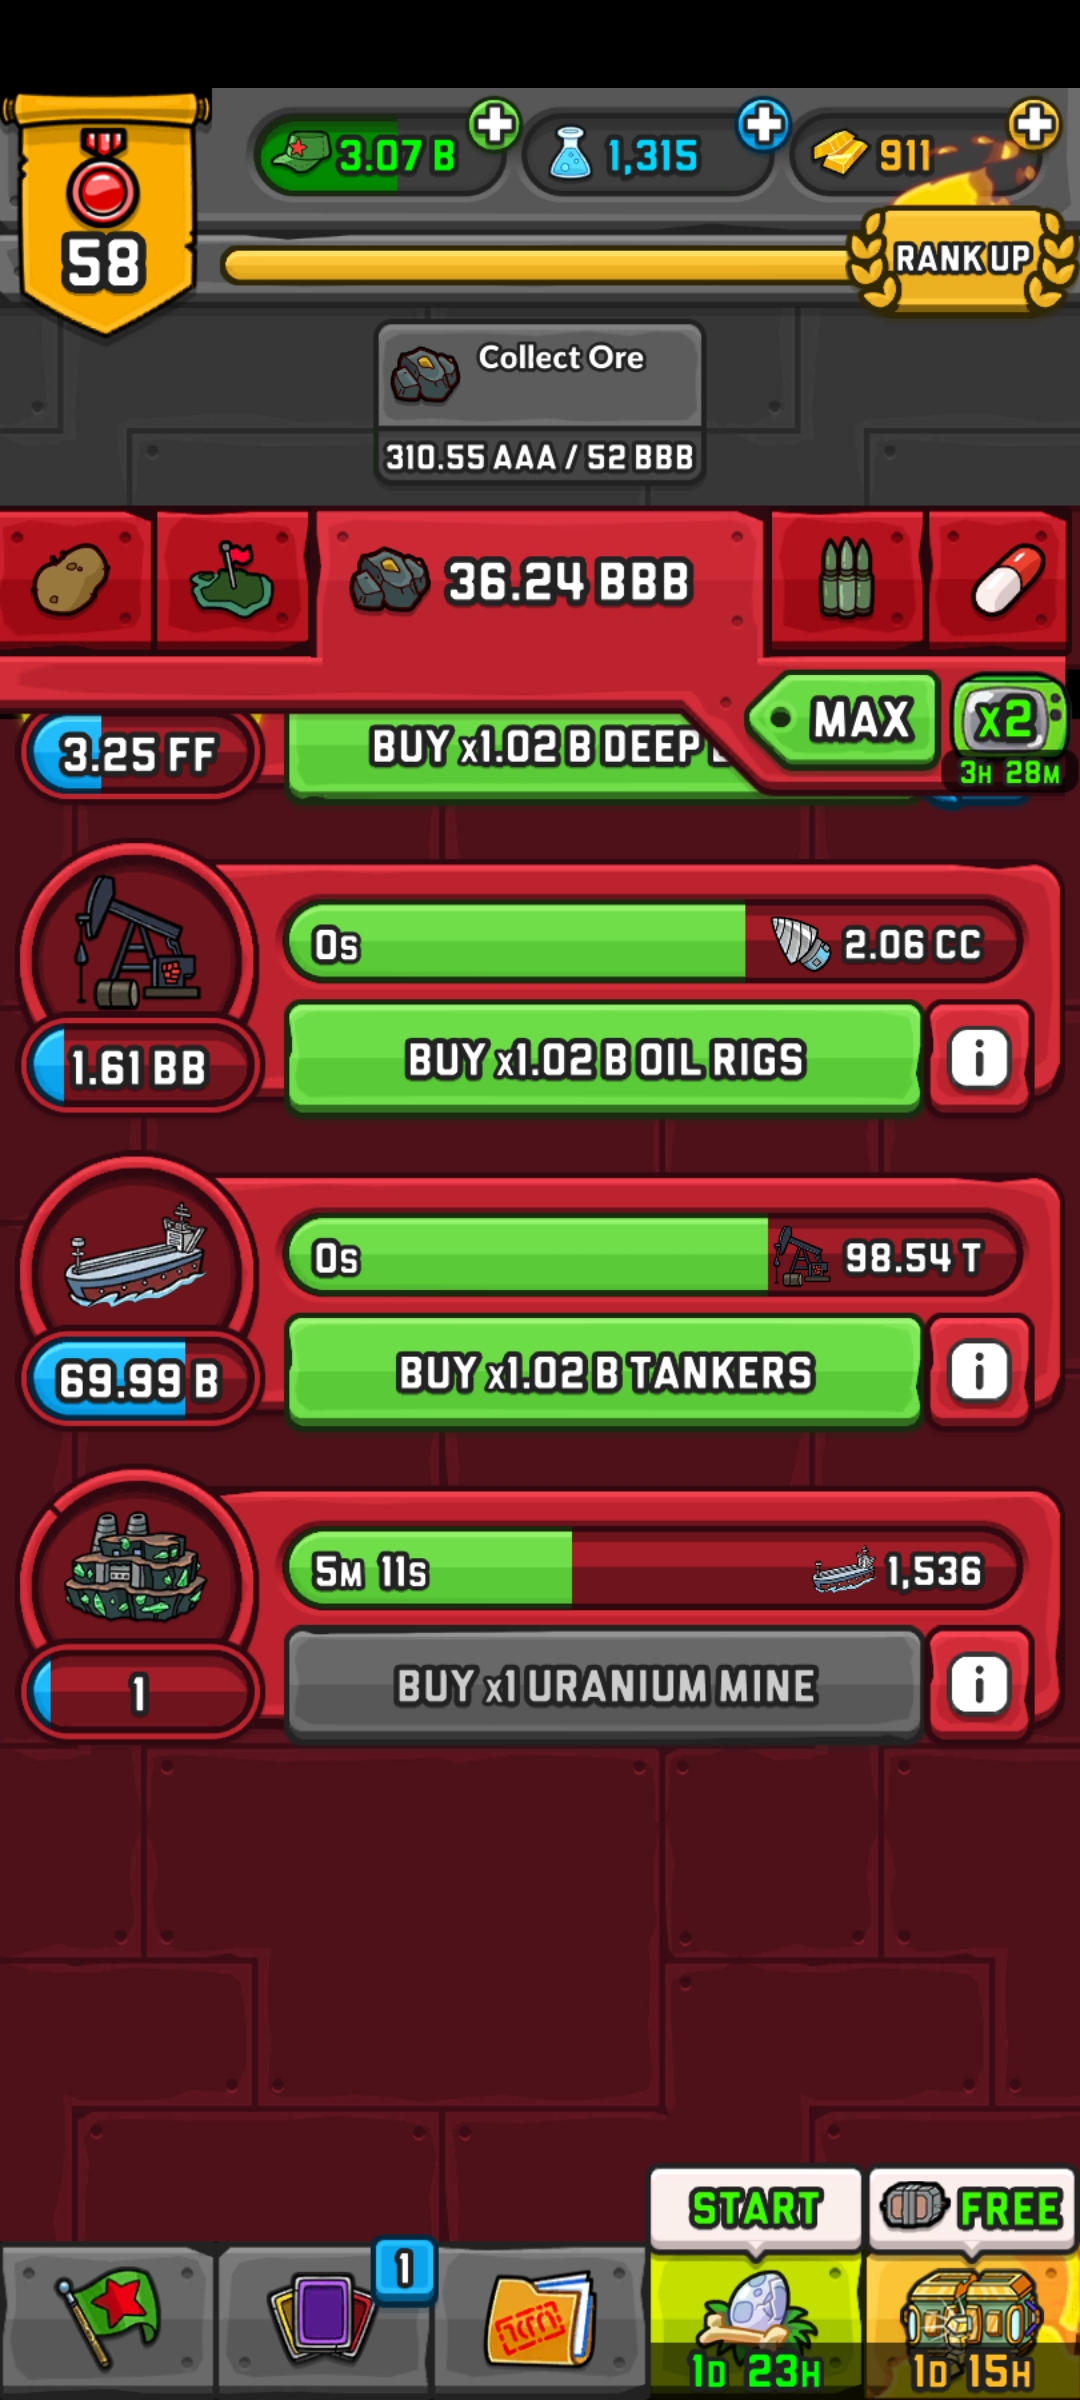 58
3.07 B
1,315
911
RANK UP
Collect Ore
310.55 AAA / 52 BBB
36.24 BBB
MAX
x2
3H 28M
3.25 FF
BUY x1.02 B DEEP
0s
2.06 CC
1.61 BB
BUY x1.02 B OIL RIGS
i
0s
98.54 T
69.99 B
BUY x1.02 B TANKERS
i
5M 11s
1,536
1
BUY x1 URANIUM MINE
i
START
FREE
1
1D 23H
1D 15H